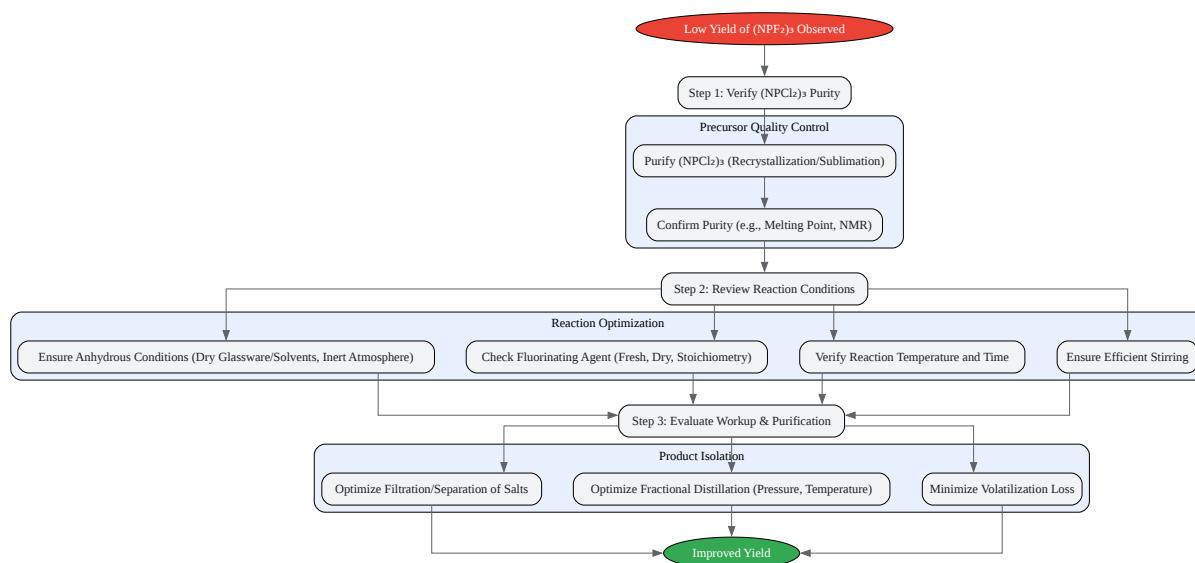 Low Yield of (NPF₂)₃ Observed
Step 1: Verify (NPCl₂)₃ Purity
Precursor Quality Control
Purify (NPCl₂)₃ (Recrystallization/Sublimation)
Confirm Purity (e.g., Melting Point, NMR)
Step 2: Review Reaction Conditions
Reaction Optimization
Ensure Anhydrous Conditions (Dry Glassware/Solvents, Inert Atmosphere)
Check Fluorinating Agent (Fresh, Dry, Stoichiometry)
Verify Reaction Temperature and Time
Ensure Efficient Stirring
Step 3: Evaluate Workup & Purification
Product Isolation
Optimize Filtration/Separation of Salts
Optimize Fractional Distillation (Pressure, Temperature)
Minimize Volatilization Loss
Improved Yield